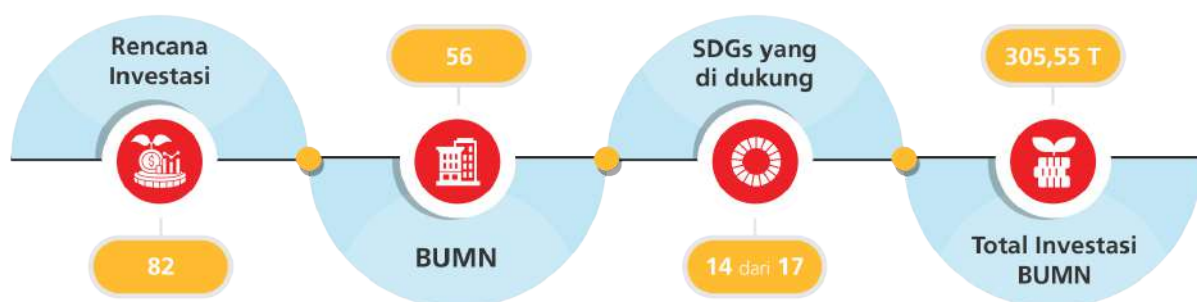 Rencana
Investasi
82
56
BUMN
SDGs yang
di dukung
14 dari 17
305,55 T
Total Investasi
BUMN